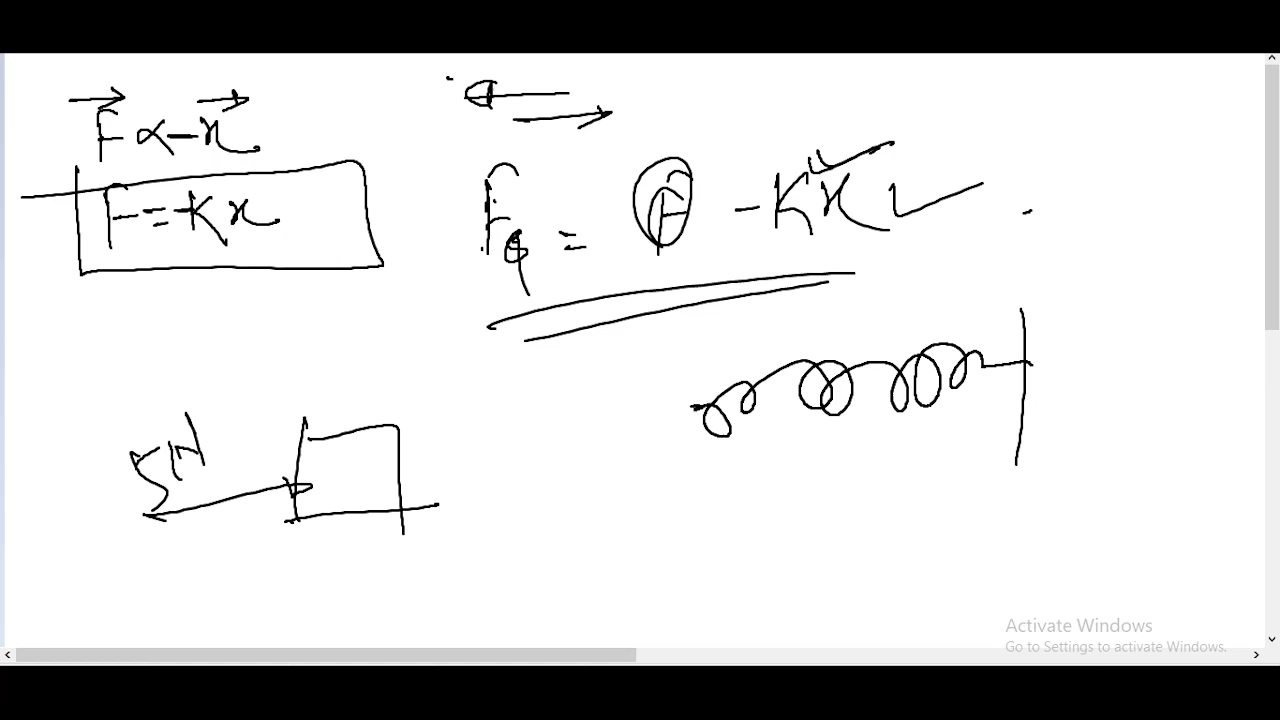 F ∝ -x
F = -Kx
F = F - Kx
5N
Activate Windows
Go to Settings to activate Windows.